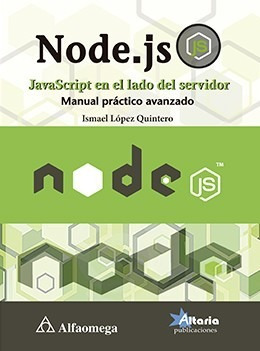 Node.js JS
JavaScript en el lado del servidor
Manual práctico avanzado
Ismael López Quintero
node JS ™
Alfaomega
Altaria
publicaciones